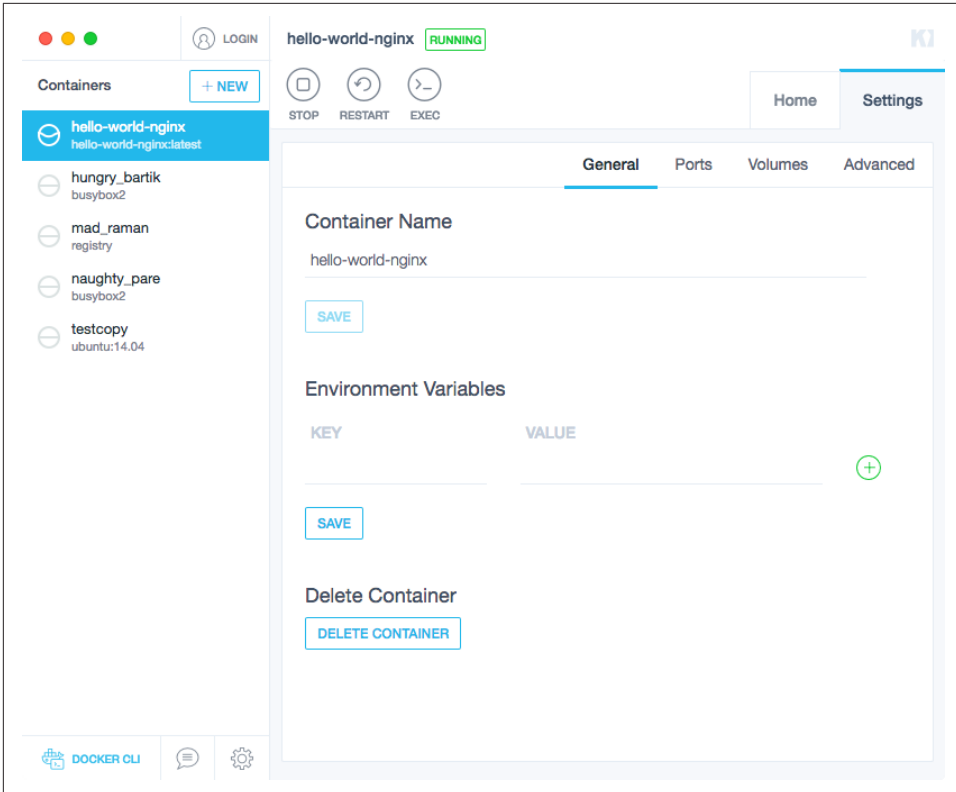 LOGIN
hello-world-nginx RUNNING
Containers
+ NEW
STOP RESTART EXEC
Home Settings
hello-world-nginx
hello-world-nginx:latest
hungry_bartik
busybox2
mad_raman
registry
naughty_pare
busybox2
testcopy
ubuntu:14.04
General Ports Volumes Advanced
Container Name
hello-world-nginx
SAVE
Environment Variables
KEY VALUE
SAVE
Delete Container
DELETE CONTAINER
DOCKER CLI